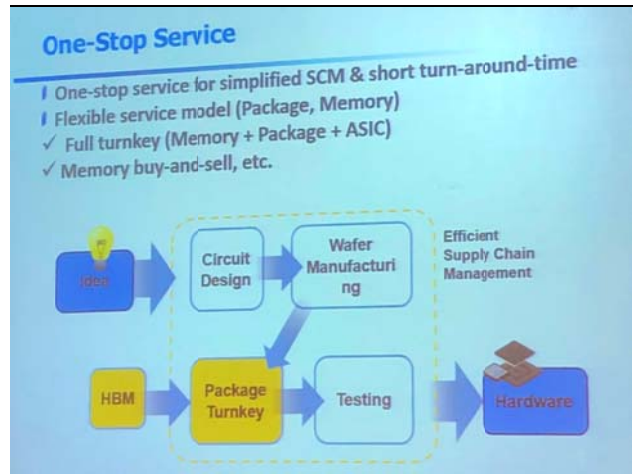 One-Stop Service
One-stop service for simplified SCM & short turn-around-time
Flexible service model (Package, Memory)
✓ Full turnkey (Memory + Package + ASIC)
✓ Memory buy-and-sell, etc.
Idea
Circuit
Design
Wafer
Manufacturi
ng
Efficient
Supply Chain
Management
HBM
Package
Turnkey
Testing
Hardware